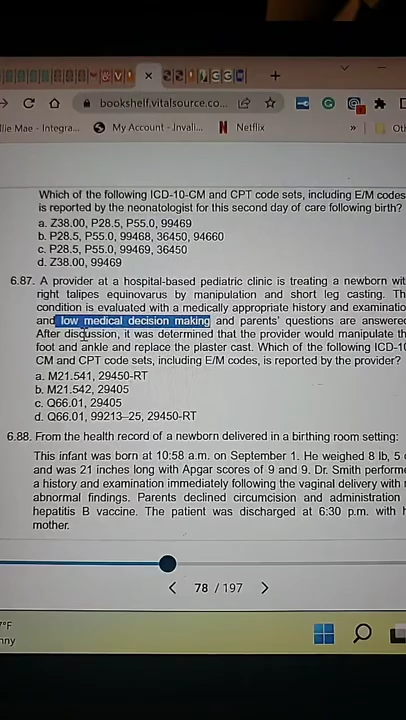 bookshelf.vitalsource.co...
llie Mae - Integra... My Account - Invali... Netflix » Ot
Which of the following ICD-10-CM and CPT code sets, including E/M codes
is reported by the neonatologist for this second day of care following birth?
a. Z38.00, P28.5, P55.0, 99469
b. P28.5, P55.0, 99468, 36450, 94660
c. P28.5, P55.0, 99469, 36450
d. Z38.00, 99469
6.87. A provider at a hospital-based pediatric clinic is treating a newborn wit
right talipes equinovarus by manipulation and short leg casting. Th
condition is evaluated with a medically appropriate history and examinatio
and low medical decision making and parents' questions are answere
After discussion, it was determined that the provider would manipulate th
foot and ankle and replace the plaster cast. Which of the following ICD-10
CM and CPT code sets, including E/M codes, is reported by the provider?
a. M21.541, 29450-RT
b. M21.542, 29405
c. Q66.01, 29405
d. Q66.01, 99213–25, 29450-RT
6.88. From the health record of a newborn delivered in a birthing room setting:
This infant was born at 10:58 a.m. on September 1. He weighed 8 lb, 5
and was 21 inches long with Apgar scores of 9 and 9. Dr. Smith performe
a history and examination immediately following the vaginal delivery with
abnormal findings. Parents declined circumcision and administration
hepatitis B vaccine. The patient was discharged at 6:30 p.m. with h
mother.
< 78 / 197 >
°F
nny